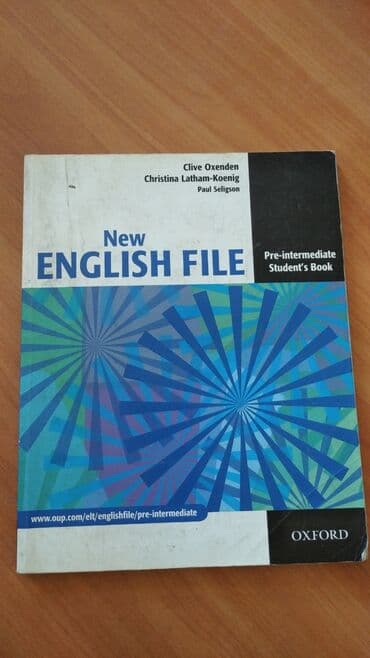 Clive Oxenden
Christina Latham-Koenig
Paul Seligson
New
ENGLISH FILE
Pre-intermediate
Student's Book
www.oup.com/elt/englishfile/pre-intermediate
OXFORD